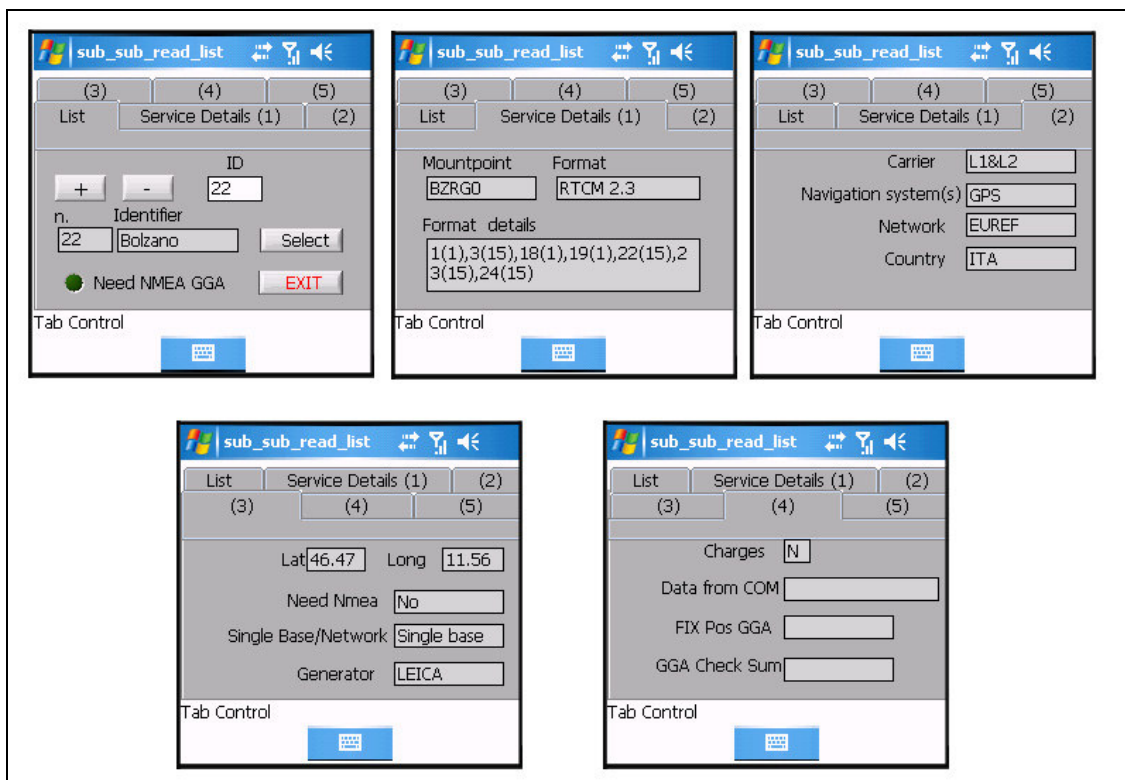 sub_sub_read_list
(3) (4) (5)
List Service Details (1) (2)
ID
+ - 22
n. Identifier
22 Bolzano Select
Need NMEA GGA EXIT
Tab Control
sub_sub_read_list
(3) (4) (5)
List Service Details (1) (2)
Mountpoint Format
BZRG0 RTCM 2.3
Format details
1(1),3(15),18(1),19(1),22(15),2
3(15),24(15)
Tab Control
sub_sub_read_list
(3) (4) (5)
List Service Details (1) (2)
Carrier L1&L2
Navigation system(s) GPS
Network EUREF
Country ITA
Tab Control
sub_sub_read_list
List Service Details (1) (2)
(3) (4) (5)
Lat 46.47 Long 11.56
Need Nmea No
Single Base/Network Single base
Generator LEICA
Tab Control
sub_sub_read_list
List Service Details (1) (2)
(3) (4) (5)
Charges N
Data from COM
FIX Pos GGA
GGA Check Sum
Tab Control